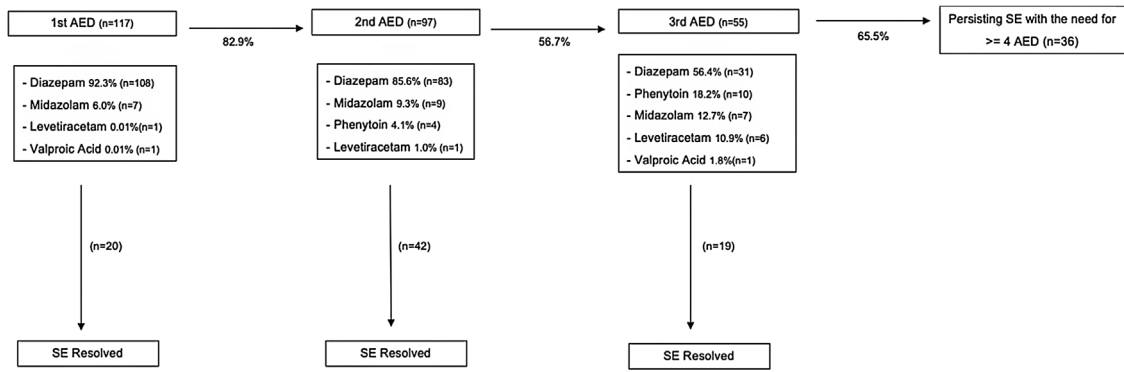 1st AED (n=117)
82.9%
2nd AED (n=97)
56.7%
3rd AED (n=55)
65.5%
Persisting SE with the need for
>= 4 AED (n=36)
- Diazepam 92.3% (n=108)
- Midazolam 6.0% (n=7)
- Levetiracetam 0.01%(n=1)
- Valproic Acid 0.01% (n=1)
- Diazepam 85.6% (n=83)
- Midazolam 9.3% (n=9)
- Phenytoin 4.1% (n=4)
- Levetiracetam 1.0% (n=1)
- Diazepam 56.4% (n=31)
- Phenytoin 18.2% (n=10)
- Midazolam 12.7% (n=7)
- Levetiracetam 10.9% (n=6)
- Valproic Acid 1.8%(n=1)
(n=20)
(n=42)
(n=19)
SE Resolved
SE Resolved
SE Resolved